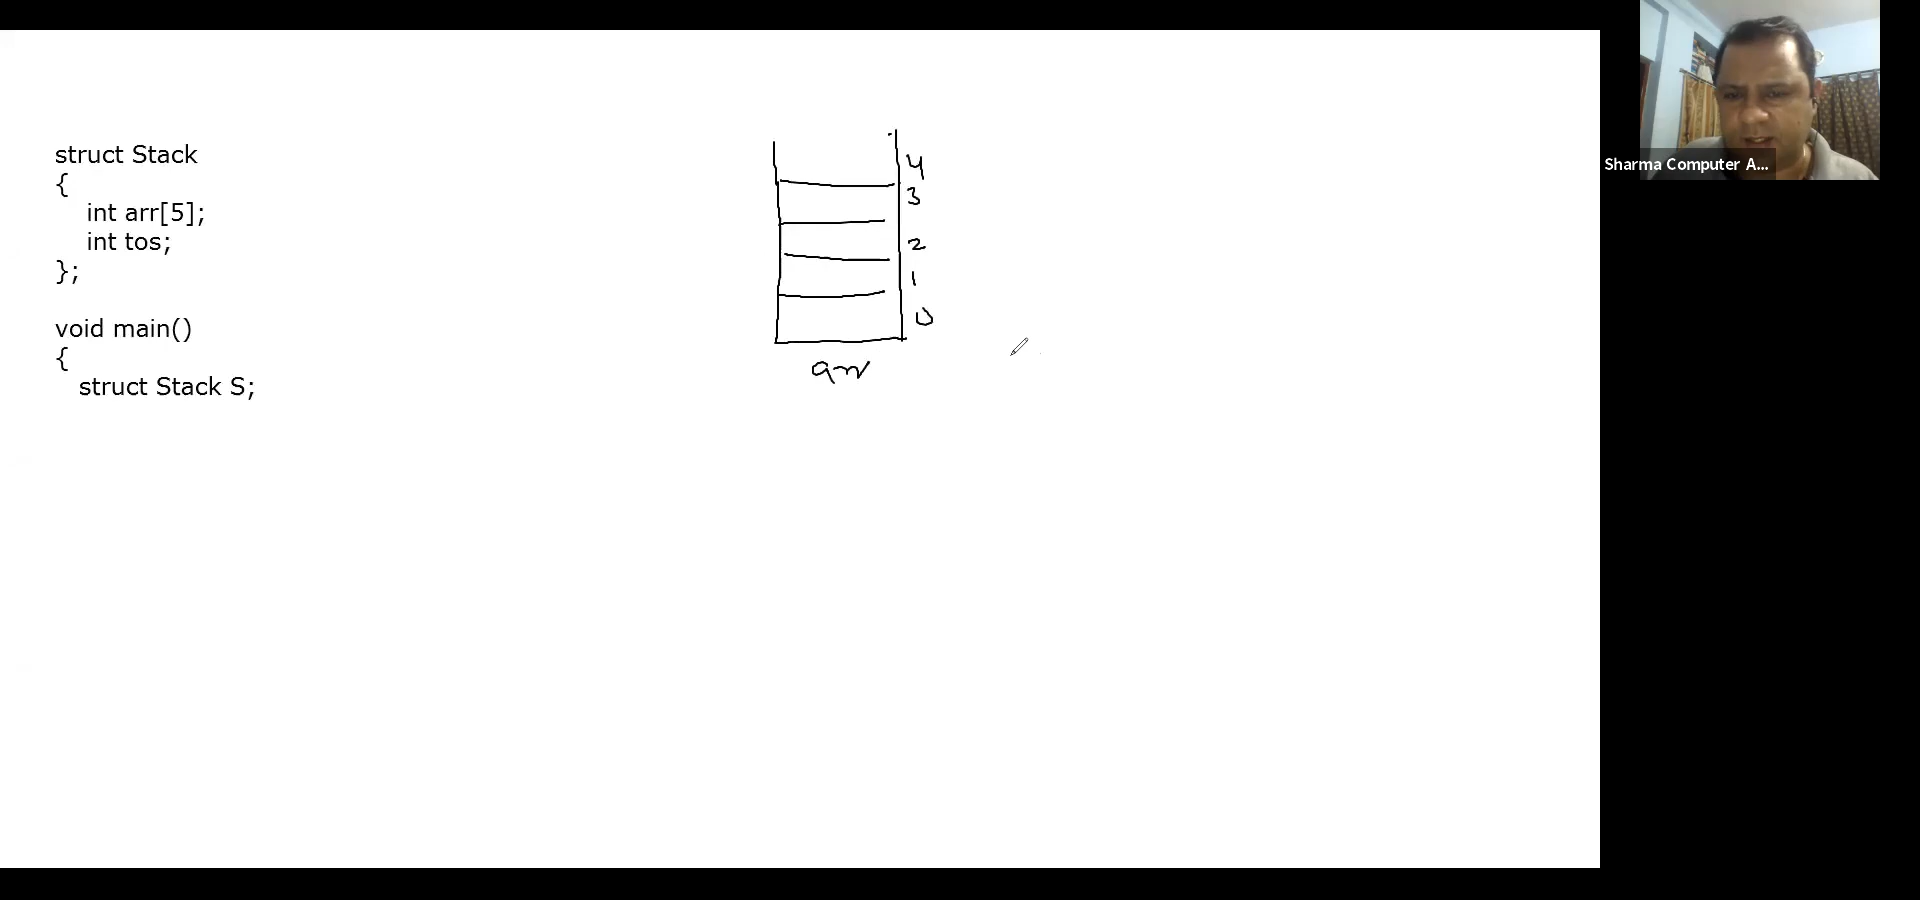 struct Stack
{
int arr[5];
int tos;
};
void main()
{
struct Stack S;
4
3
2
1
0
arr
Sharma Computer A...